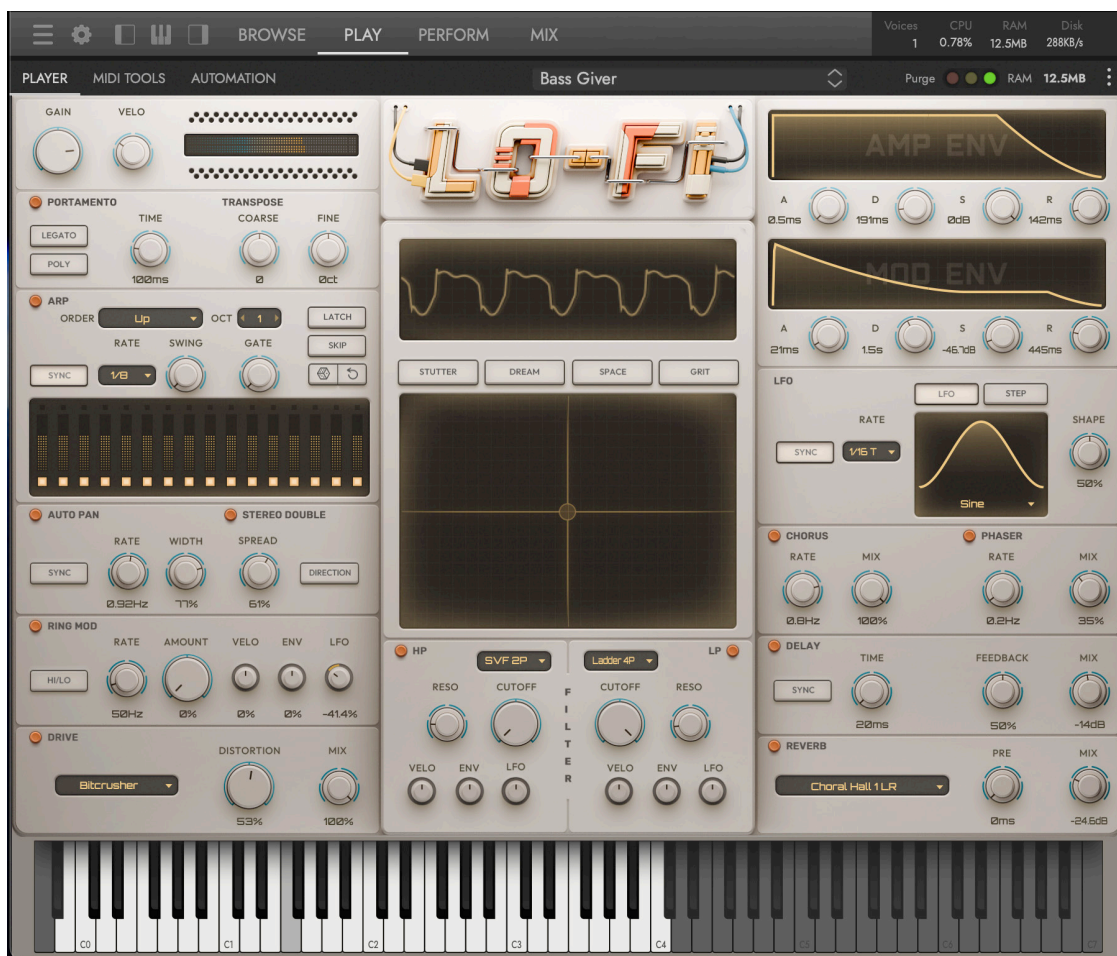 BROWSE PLAY PERFORM MIX
Voices CPU RAM Disk
1 0.78% 12.5MB 288KB/s
PLAYER MIDI TOOLS AUTOMATION Bass Giver Purge RAM 12.5MB
GAIN VELO
PORTAMENTO TRANSPOSE
TIME COARSE FINE
LEGATO
POLY
100ms 0 0ct
ARP
ORDER Up OCT 1 LATCH
RATE SWING GATE SKIP
SYNC 1/8
AUTO PAN STEREO DOUBLE
RATE WIDTH SPREAD
SYNC DIRECTION
0.92Hz 77% 61%
RING MOD
RATE AMOUNT VELO ENV LFO
HI/LO
50Hz 0% 0% 0% -41.4%
DRIVE
DISTORTION MIX
Bitcrusher
53% 100%
LO-FI
STUTTER DREAM SPACE GRIT
HP SVF 2P Ladder 4P LP
RESO CUTOFF CUTOFF RESO
FILTER
VELO ENV LFO VELO ENV LFO
AMP ENV
A D S R
0.5ms 191ms 0dB 142ms
MOD ENV
A D S R
21ms 1.5s -46.7dB 445ms
LFO
LFO STEP
RATE SHAPE
SYNC 1/16 T
50%
Sine
CHORUS PHASER
RATE MIX RATE MIX
0.8Hz 100% 0.2Hz 35%
DELAY
TIME FEEDBACK MIX
SYNC
20ms 50% -14dB
REVERB
PRE MIX
Choral Hall 1 LR
0ms -24.6dB
C0 C1 C2 C3 C4 C5 C6 C7